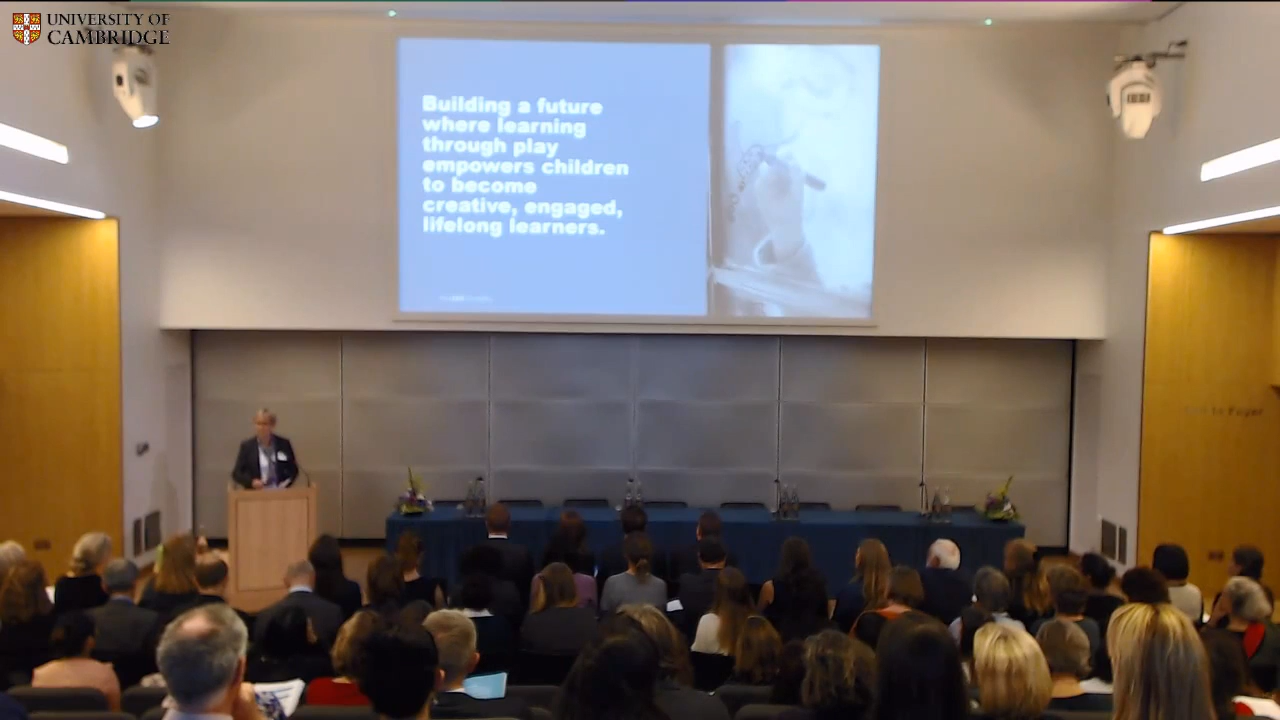 UNIVERSITY OF
CAMBRIDGE
Building a future
where learning
through play
empowers children
to become
creative, engaged,
lifelong learners.